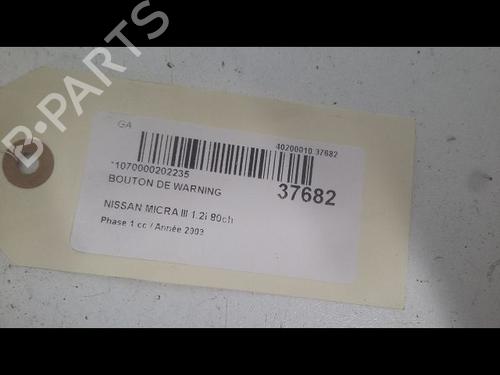 B-PARTS
GA
40200010 37682
*1070000202235
BOUTON DE WARNING
37682
NISSAN MICRA III 1.2i 80ch
Phase 1 cc / Année 2003